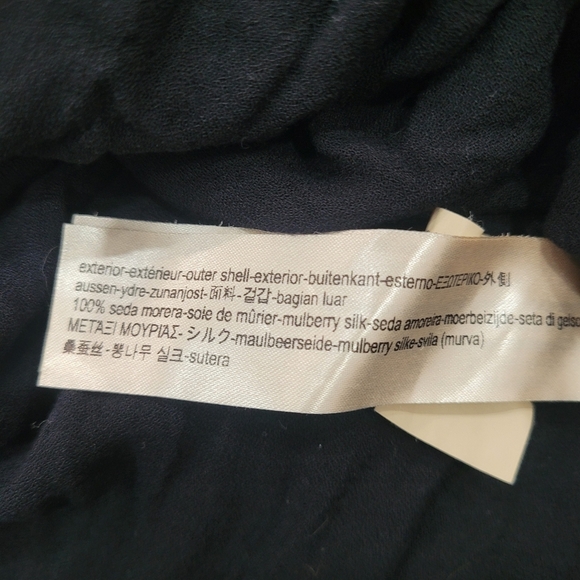 exterior-extérieur-outer shell-exterior-buitenkant-esterno-ΕΞΩΤΕΡΙΚΟ-外側
aussen-ydre-zunanjost-面料-겉감-bagian luar
100% seda morera-soie de mûrier-mulberry silk-seda amoreira-moerbeizijde-seta di gelso
ΜΕΤΑΞΙ ΜΟΥΡΙΑΣ-シルク-maulbeerseide-mulberry silke-svila (murva)
桑蚕丝-뽕나무 실크-sutera